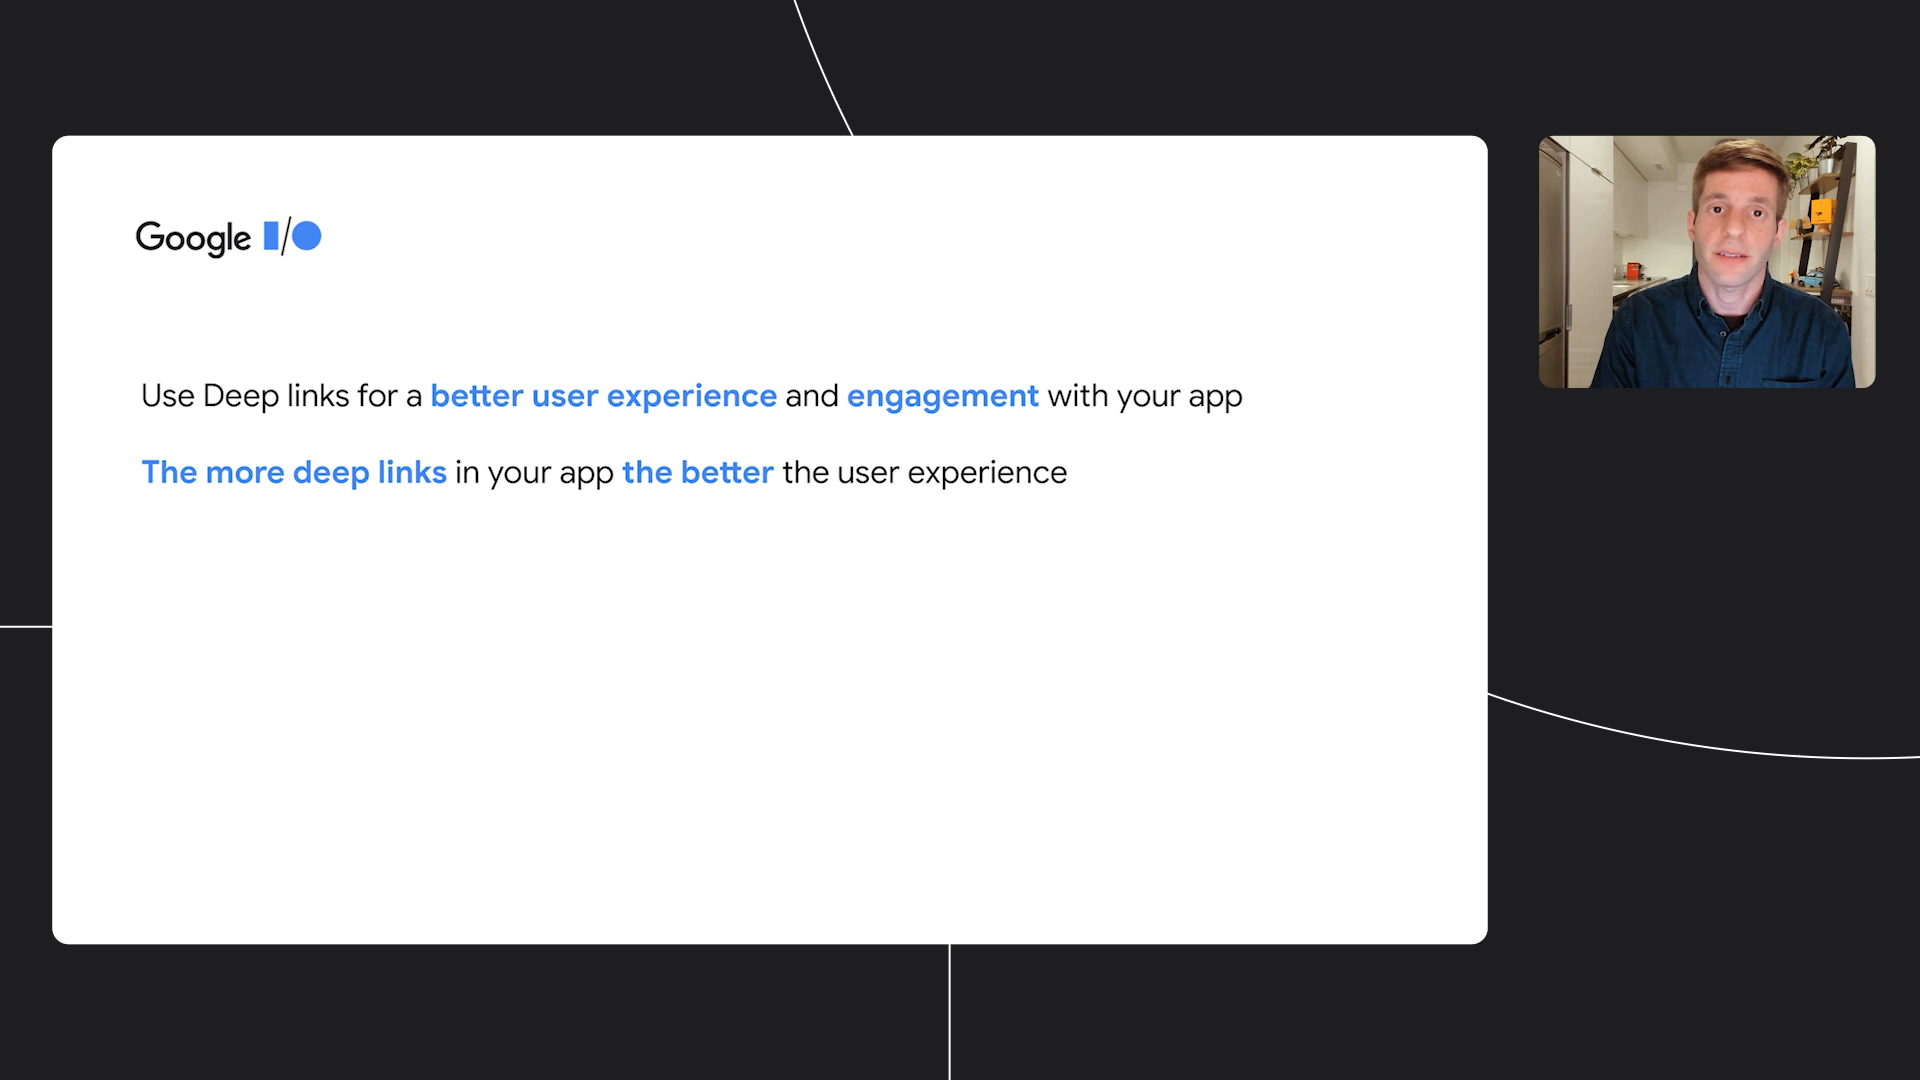 Google I/O
Use Deep links for a better user experience and engagement with your app
The more deep links in your app the better the user experience